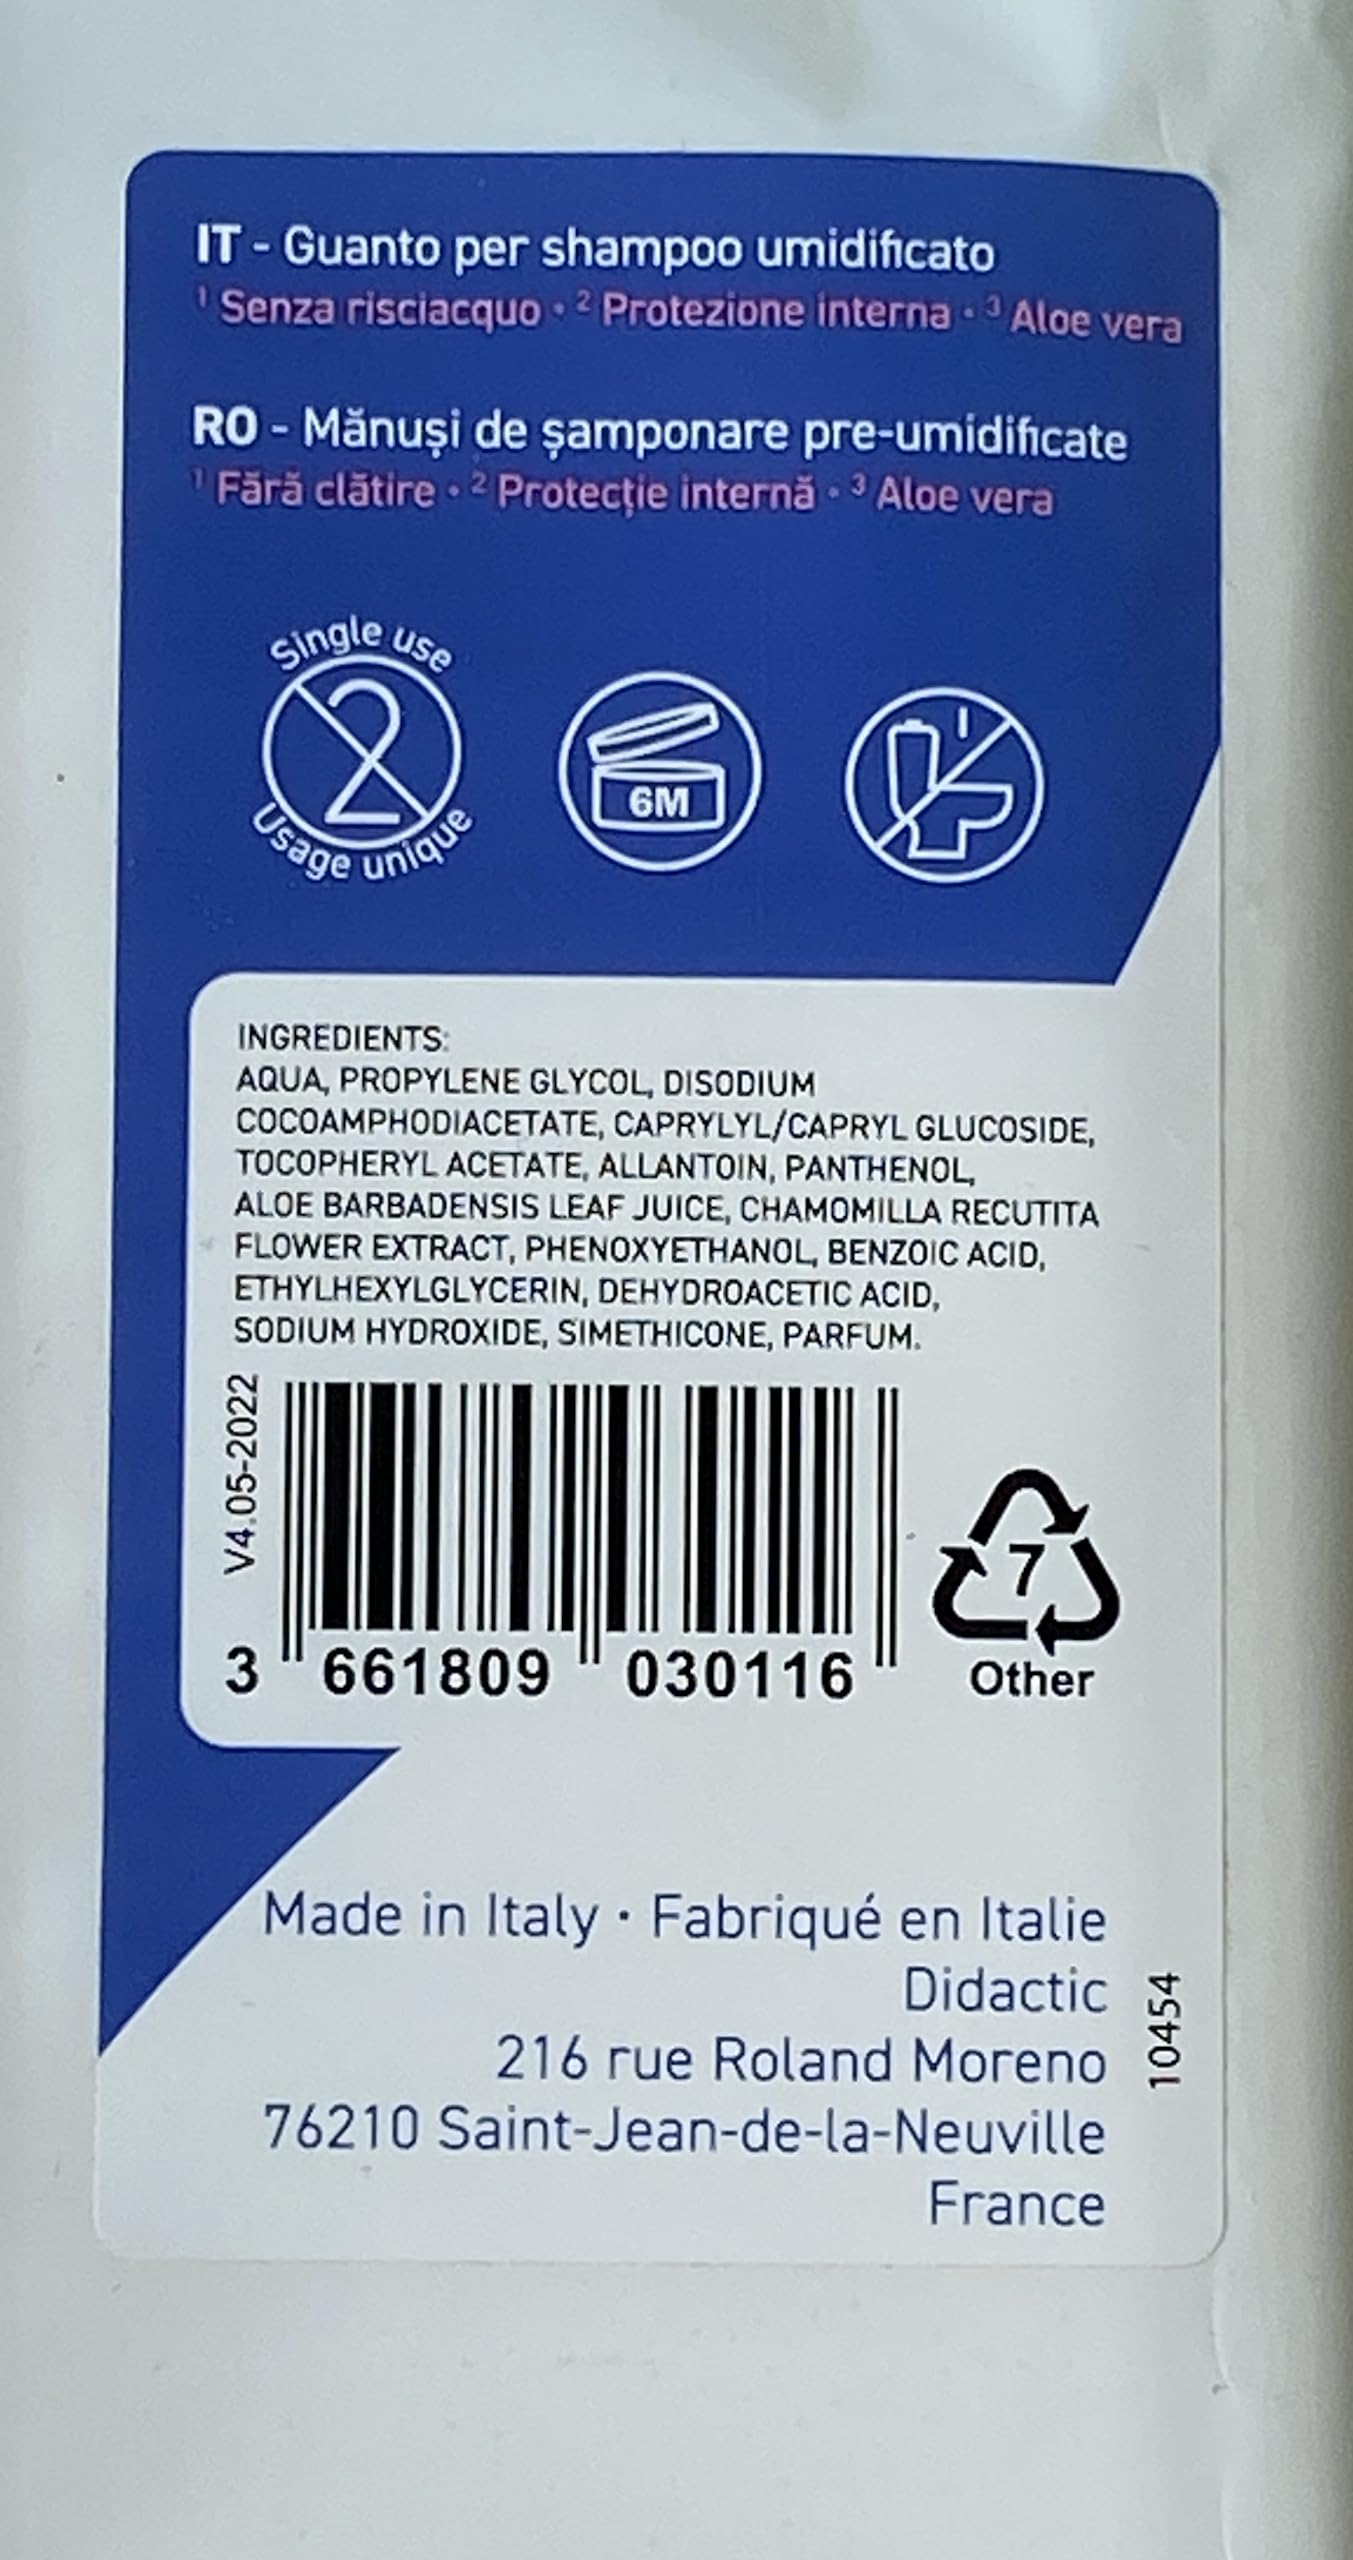 IT - Guanto per shampoo umidificato
¹ Senza risciacquo • ² Protezione interna • ³ Aloe vera
RO - Mănuși de șamponare pre-umidificate
¹ Fără clătire • ² Protecție internă • ³ Aloe vera
Single use
2
Usage unique
6M
INGREDIENTS:
AQUA, PROPYLENE GLYCOL, DISODIUM
COCOAMPHODIACETATE, CAPRYLYL/CAPRYL GLUCOSIDE,
TOCOPHERYL ACETATE, ALLANTOIN, PANTHENOL,
ALOE BARBADENSIS LEAF JUICE, CHAMOMILLA RECUTITA
FLOWER EXTRACT, PHENOXYETHANOL, BENZOIC ACID,
ETHYLHEXYLGLYCERIN, DEHYDROACETIC ACID,
SODIUM HYDROXIDE, SIMETHICONE, PARFUM.
V4.05-2022
3 661809 030116
7
Other
Made in Italy • Fabriqué en Italie
Didactic
216 rue Roland Moreno
76210 Saint-Jean-de-la-Neuville
France
10454